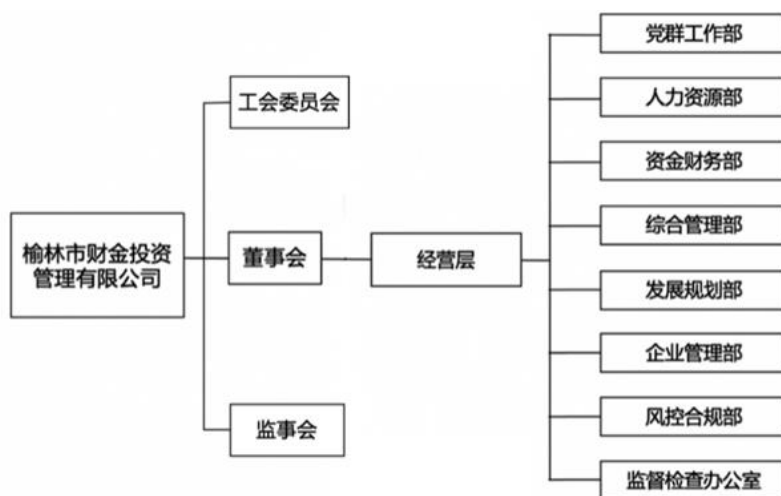 榆林市财金投资
管理有限公司
工会委员会
董事会
监事会
经营层
党群工作部
人力资源部
资金财务部
综合管理部
发展规划部
企业管理部
风控合规部
监督检查办公室